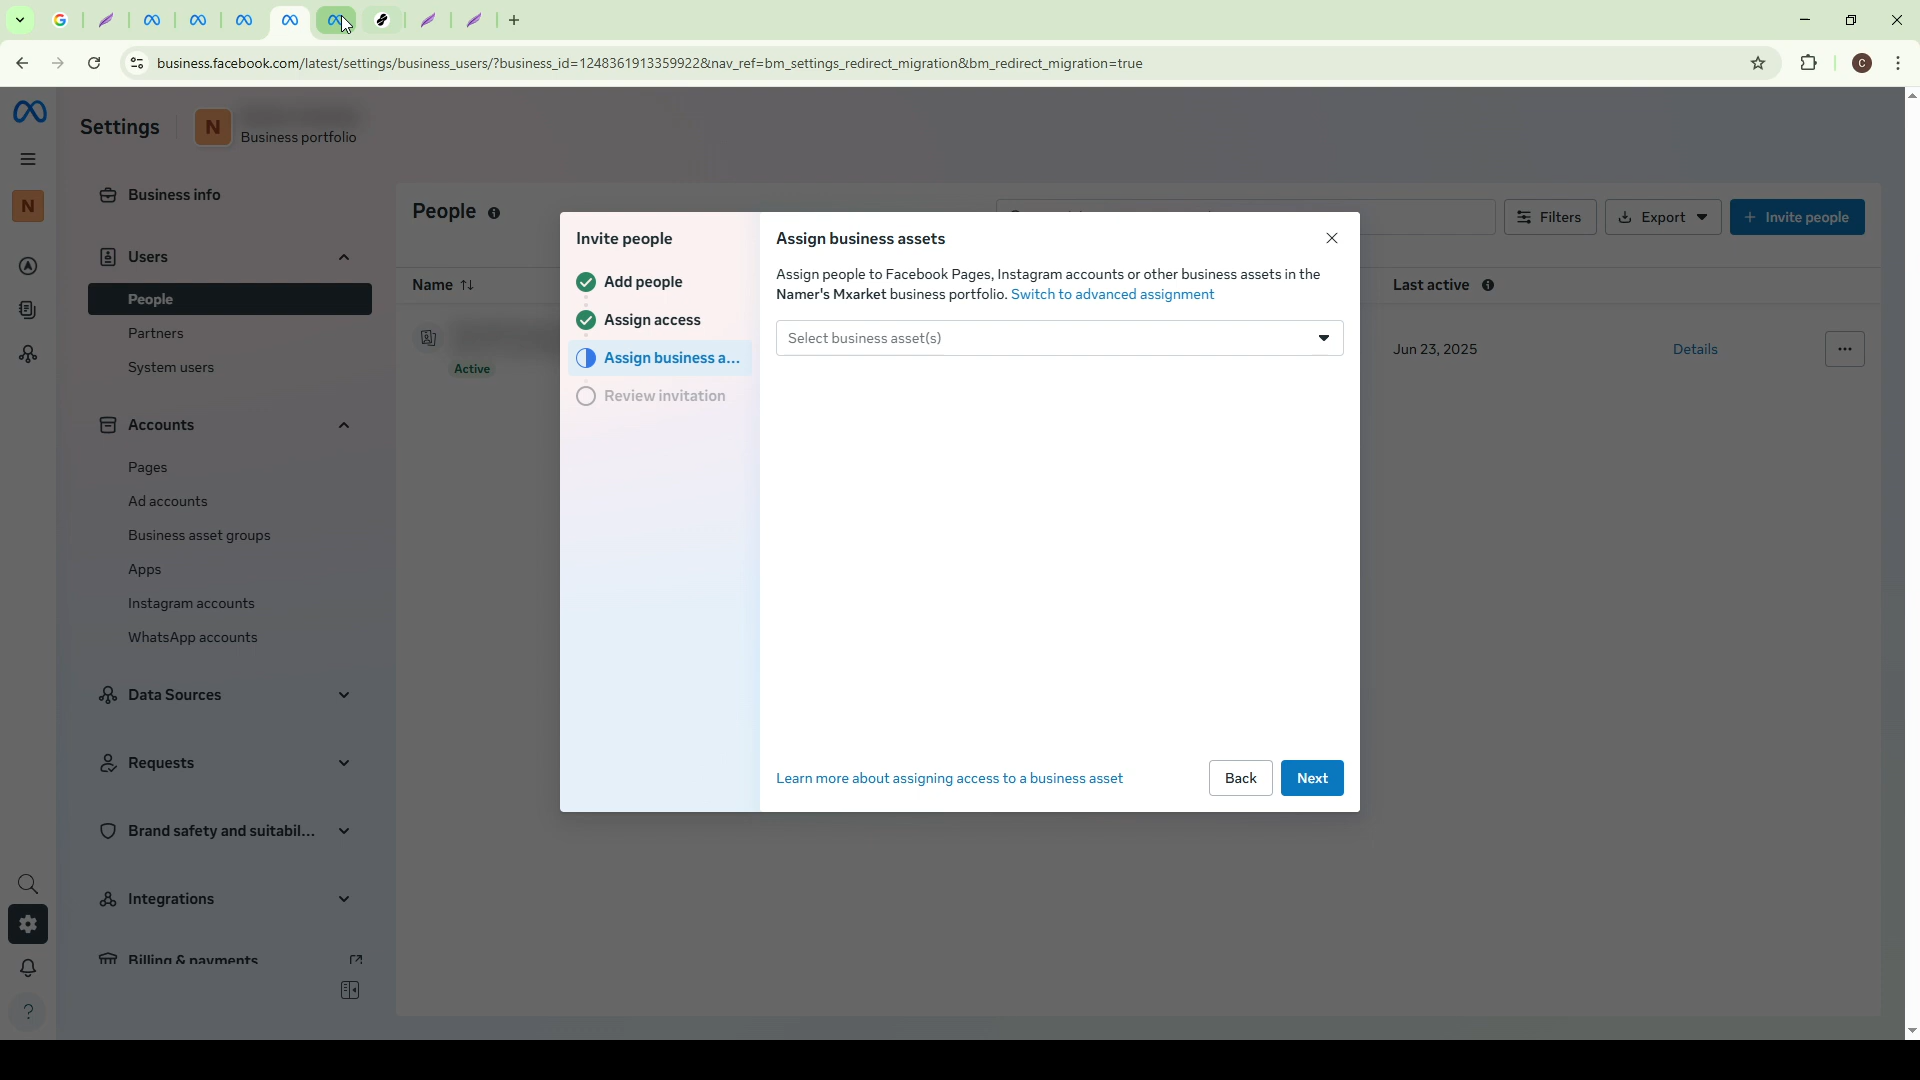 business.facebook.com/latest/settings/business_users/?business_id=1248361913359922&nav_ref=bm_settings_redirect_migration&bm_redirect_migration=true
C
Settings
N
Business portfolio
N
Business info
Users
People
Partners
System users
Accounts
Pages
Ad accounts
Business asset groups
Apps
Instagram accounts
WhatsApp accounts
Data Sources
Requests
Brand safety and suitabil...
Integrations
Billing & payments
People
Filters
Export
+ Invite people
Name
Last active
Active
Jun 23, 2025
Details
Invite people
Add people
Assign access
Assign business a...
Review invitation
Assign business assets
Assign people to Facebook Pages, Instagram accounts or other business assets in the
Namer's Mxarket business portfolio. Switch to advanced assignment
Select business asset(s)
Learn more about assigning access to a business asset
Back
Next